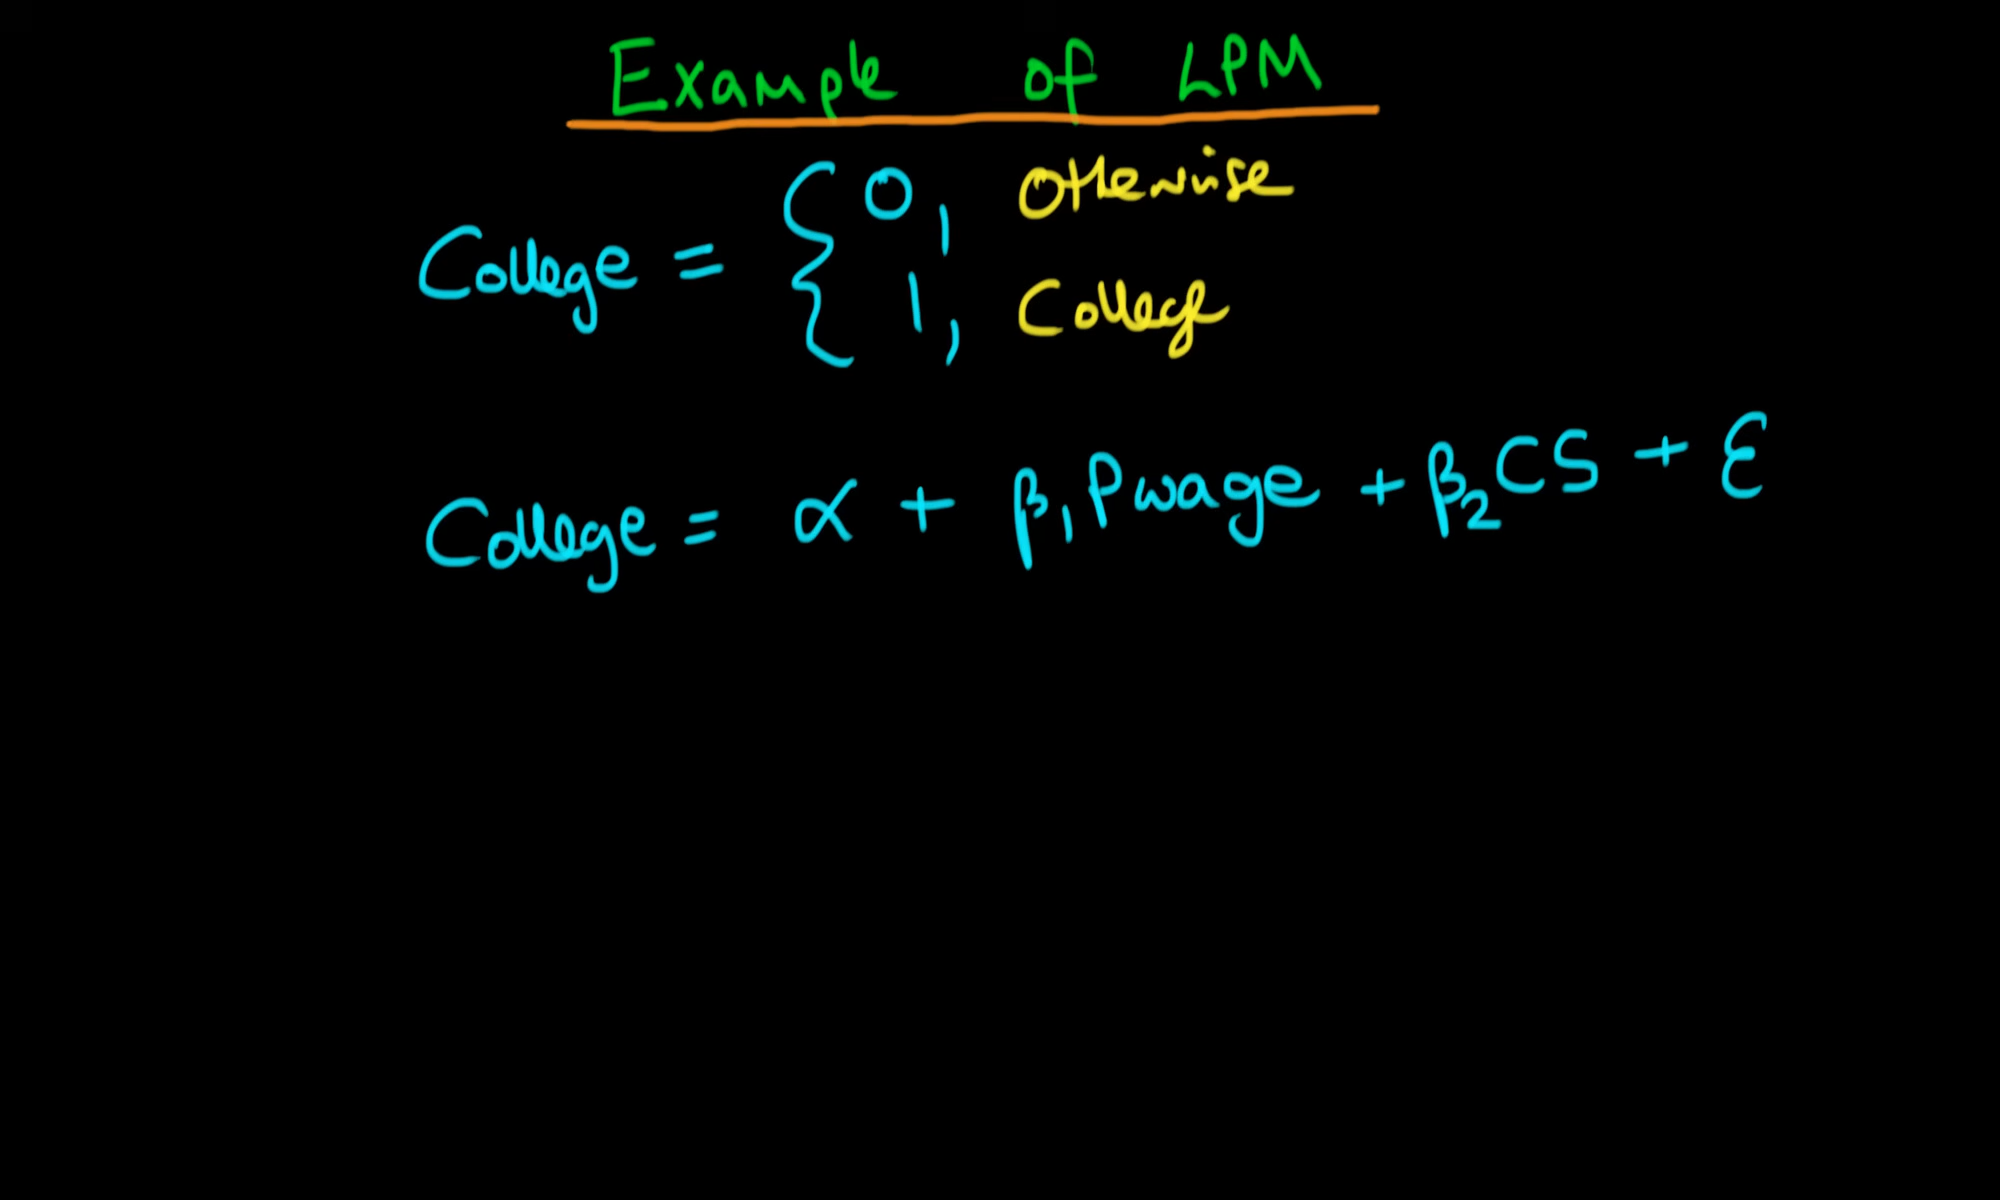 Example of LPM
College = { 0, Otherwise
1, College
College = α + β₁Pwage + β₂CS + ε